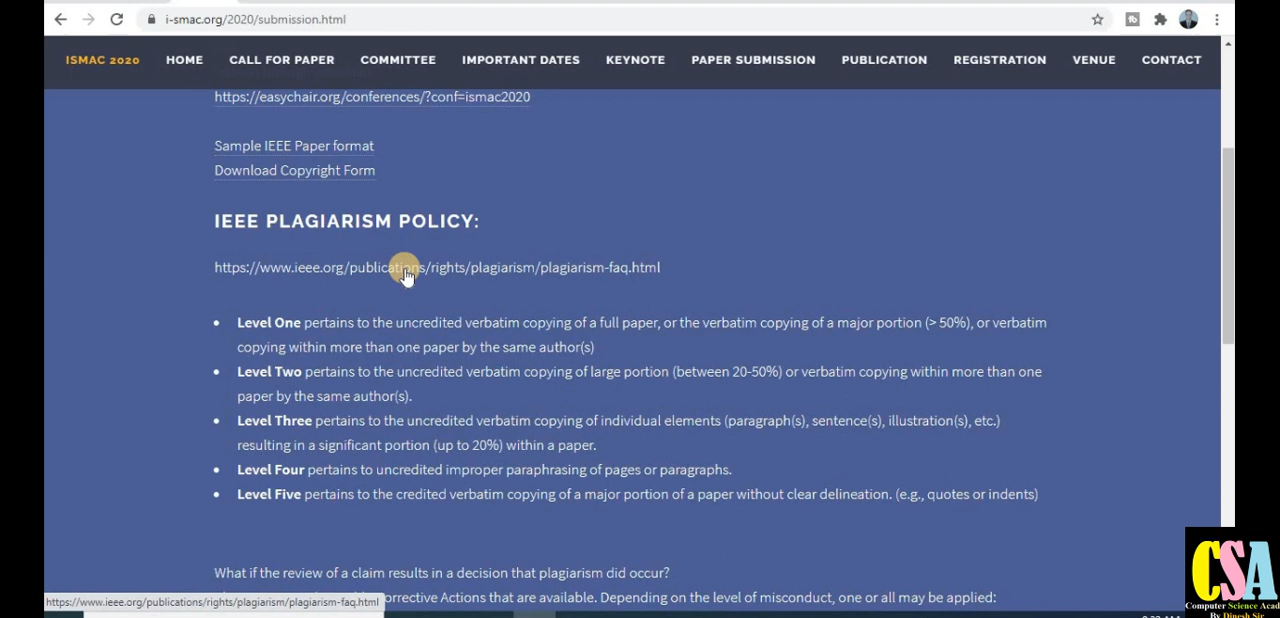 i-smac.org/2020/submission.html
ISMAC 2020 HOME CALL FOR PAPER COMMITTEE IMPORTANT DATES KEYNOTE PAPER SUBMISSION PUBLICATION REGISTRATION VENUE CONTACT
https://easychair.org/conferences/?conf=ismac2020
Sample IEEE Paper format
Download Copyright Form
IEEE PLAGIARISM POLICY:
https://www.ieee.org/publications/rights/plagiarism/plagiarism-faq.html
• Level One pertains to the uncredited verbatim copying of a full paper, or the verbatim copying of a major portion (> 50%), or verbatim
copying within more than one paper by the same author(s)
• Level Two pertains to the uncredited verbatim copying of large portion (between 20-50%) or verbatim copying within more than one
paper by the same author(s).
• Level Three pertains to the uncredited verbatim copying of individual elements (paragraph(s), sentence(s), illustration(s), etc.)
resulting in a significant portion (up to 20%) within a paper.
• Level Four pertains to uncredited improper paraphrasing of pages or paragraphs.
• Level Five pertains to the credited verbatim copying of a major portion of a paper without clear delineation. (e.g., quotes or indents)
What if the review of a claim results in a decision that plagiarism did occur?
Corrective Actions that are available. Depending on the level of misconduct, one or all may be applied:
https://www.ieee.org/publications/rights/plagiarism/plagiarism-faq.html
CSA
Computer Science Acad
By Dinesh Sir